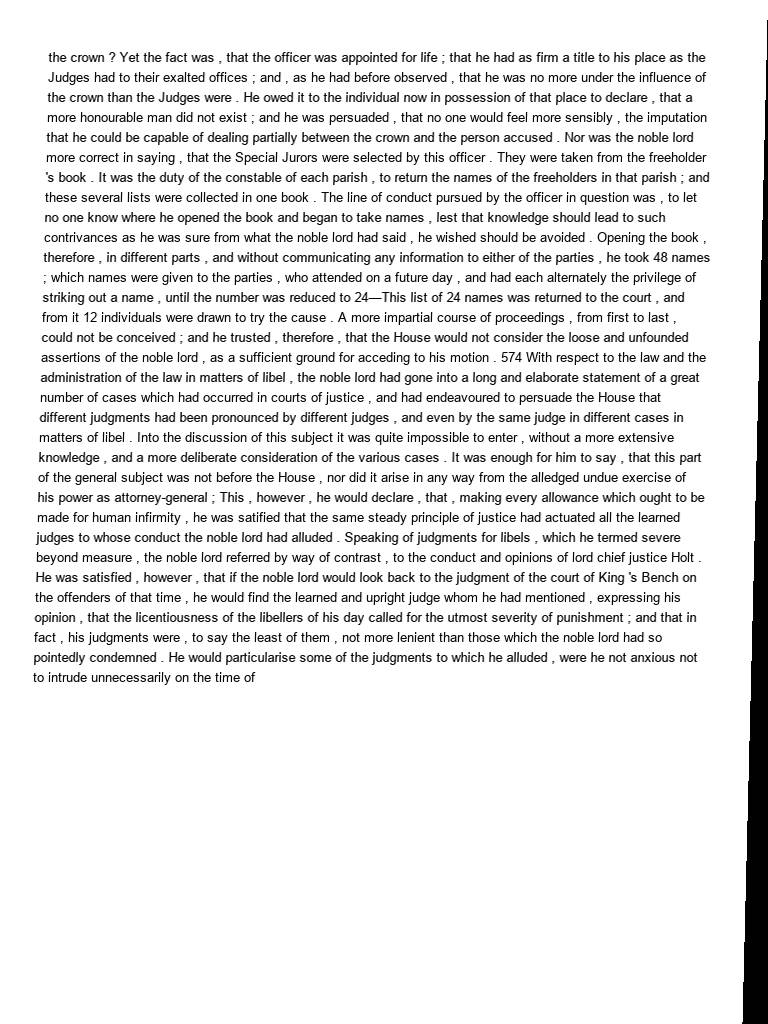 the crown ? Yet the fact was , that the officer was appointed for life ; that he had as firm a title to his place as the
Judges had to their exalted offices ; and , as he had before observed , that he was no more under the influence of
the crown than the Judges were . He owed it to the individual now in possession of that place to declare , that a
more honourable man did not exist ; and he was persuaded , that no one would feel more sensibly , the imputation
that he could be capable of dealing partially between the crown and the person accused . Nor was the noble lord
more correct in saying , that the Special Jurors were selected by this officer . They were taken from the freeholder
's book . It was the duty of the constable of each parish , to return the names of the freeholders in that parish ; and
these several lists were collected in one book . The line of conduct pursued by the officer in question was , to let
no one know where he opened the book and began to take names , lest that knowledge should lead to such
contrivances as he was sure from what the noble lord had said , he wished should be avoided . Opening the book ,
therefore , in different parts , and without communicating any information to either of the parties , he took 48 names
; which names were given to the parties , who attended on a future day , and had each alternately the privilege of
striking out a name , until the number was reduced to 24—This list of 24 names was returned to the court , and
from it 12 individuals were drawn to try the cause . A more impartial course of proceedings , from first to last ,
could not be conceived ; and he trusted , therefore , that the House would not consider the loose and unfounded
assertions of the noble lord , as a sufficient ground for acceding to his motion . 574 With respect to the law and the
administration of the law in matters of libel , the noble lord had gone into a long and elaborate statement of a great
number of cases which had occurred in courts of justice , and had endeavoured to persuade the House that
different judgments had been pronounced by different judges , and even by the same judge in different cases in
matters of libel . Into the discussion of this subject it was quite impossible to enter , without a more extensive
knowledge , and a more deliberate consideration of the various cases . It was enough for him to say , that this part
of the general subject was not before the House , nor did it arise in any way from the alledged undue exercise of
his power as attorney-general ; This , however , he would declare , that , making every allowance which ought to be
made for human infirmity , he was satified that the same steady principle of justice had actuated all the learned
judges to whose conduct the noble lord had alluded . Speaking of judgments for libels , which he termed severe
beyond measure , the noble lord referred by way of contrast , to the conduct and opinions of lord chief justice Holt .
He was satisfied , however , that if the noble lord would look back to the judgment of the court of King 's Bench on
the offenders of that time , he would find the learned and upright judge whom he had mentioned , expressing his
opinion , that the licentiousness of the libellers of his day called for the utmost severity of punishment ; and that in
fact , his judgments were , to say the least of them , not more lenient than those which the noble lord had so
pointedly condemned . He would particularise some of the judgments to which he alluded , were he not anxious not
to intrude unnecessarily on the time of